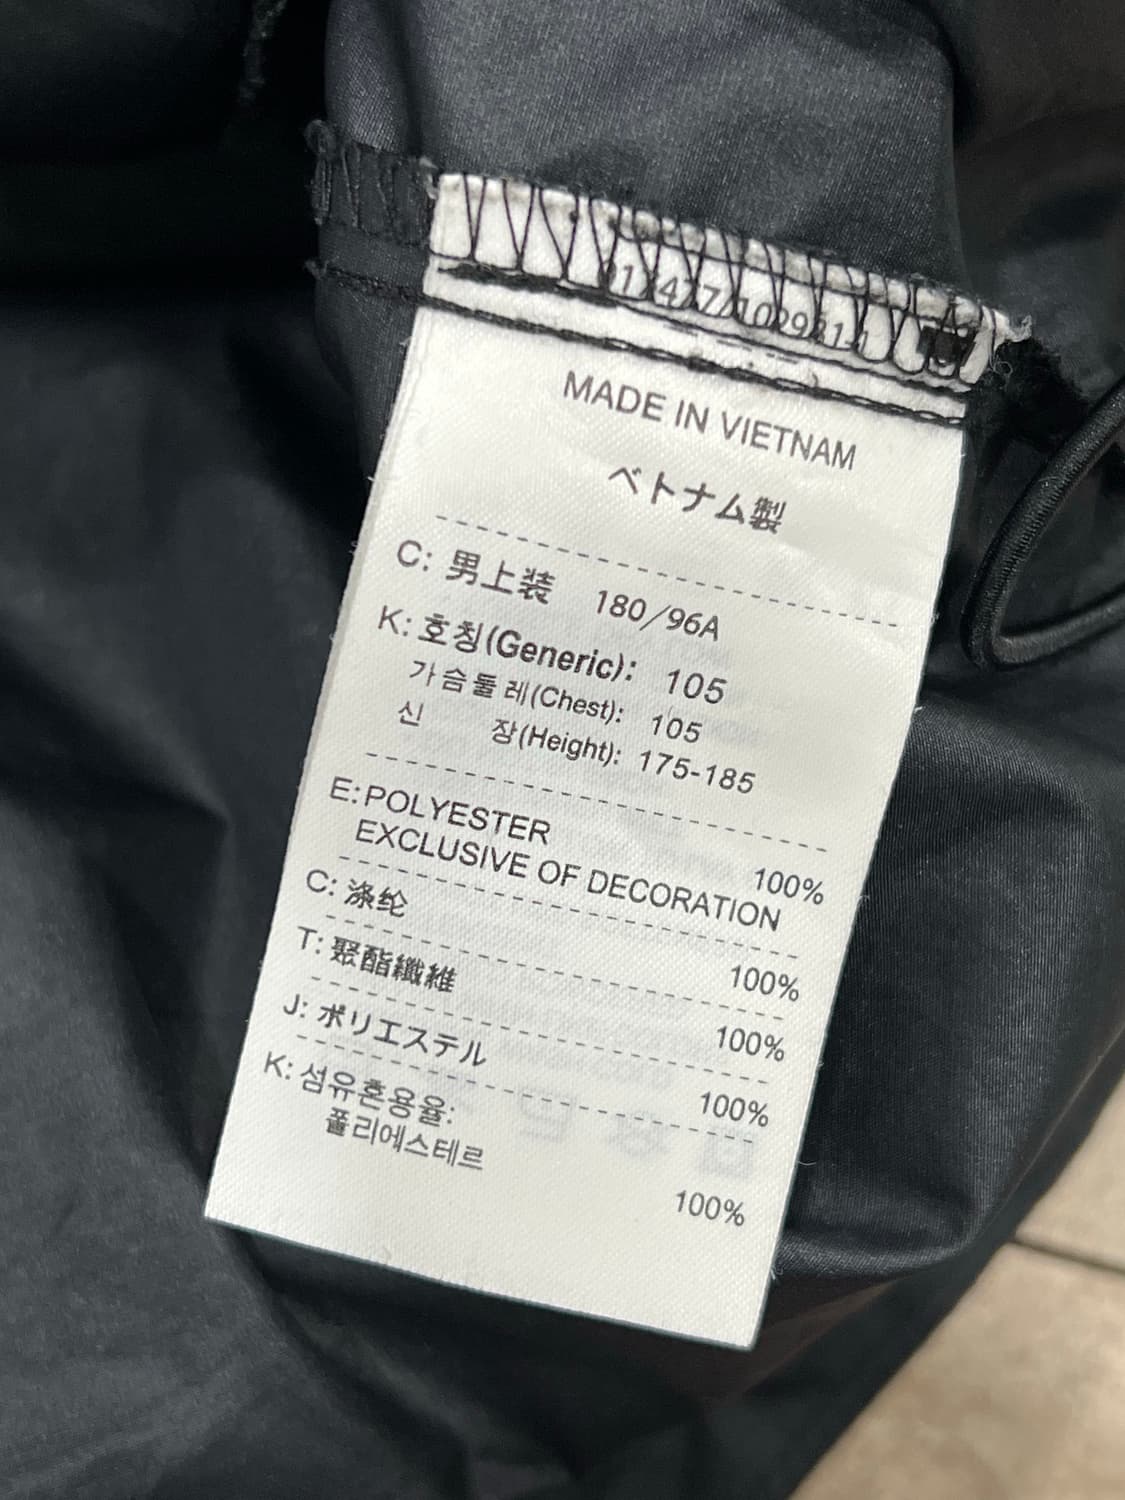 MADE IN VIETNAM
ベトナム製
C: 男上装 180/96A
K: 호칭(Generic): 105
가슴둘레(Chest): 105
신 장(Height): 175-185
E: POLYESTER 100%
EXCLUSIVE OF DECORATION
C: 涤纶 100%
T: 聚酯纖維 100%
J: ポリエステル 100%
K: 섬유혼용율:
폴리에스테르 100%